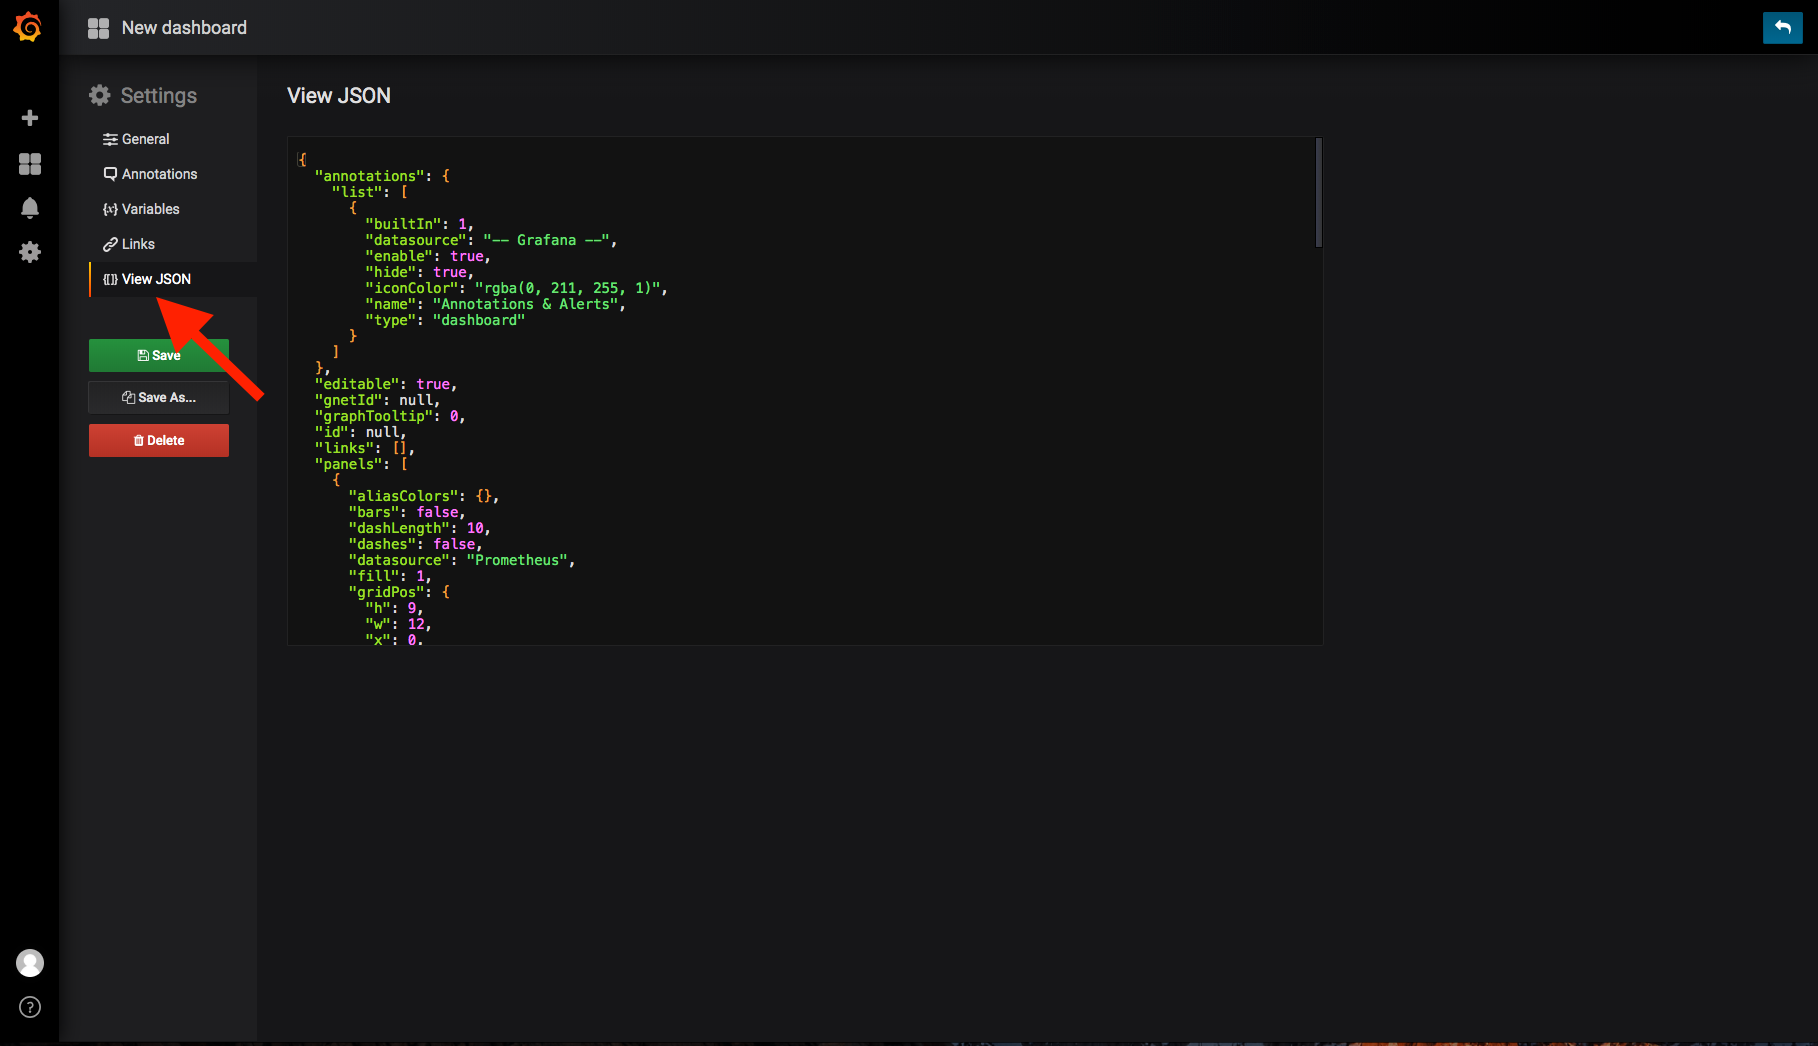 New dashboard
Settings
General
Annotations
Variables
Links
View JSON
Save
Save As...
Delete
View JSON
{
"annotations": {
"list": [
{
"builtIn": 1,
"datasource": "-- Grafana --",
"enable": true,
"hide": true,
"iconColor": "rgba(0, 211, 255, 1)",
"name": "Annotations & Alerts",
"type": "dashboard"
}
]
},
"editable": true,
"gnetId": null,
"graphTooltip": 0,
"id": null,
"links": [],
"panels": [
{
"aliasColors": {},
"bars": false,
"dashLength": 10,
"dashes": false,
"datasource": "Prometheus",
"fill": 1,
"gridPos": {
"h": 9,
"w": 12,
"x": 0,